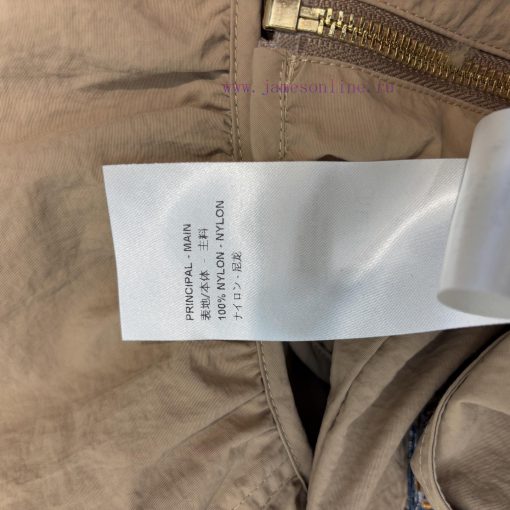 www.jamesonline.ru
PRINCIPAL - MAIN
表地/本体 - 主料
100% NYLON - NYLON
ナイロン - 尼龙